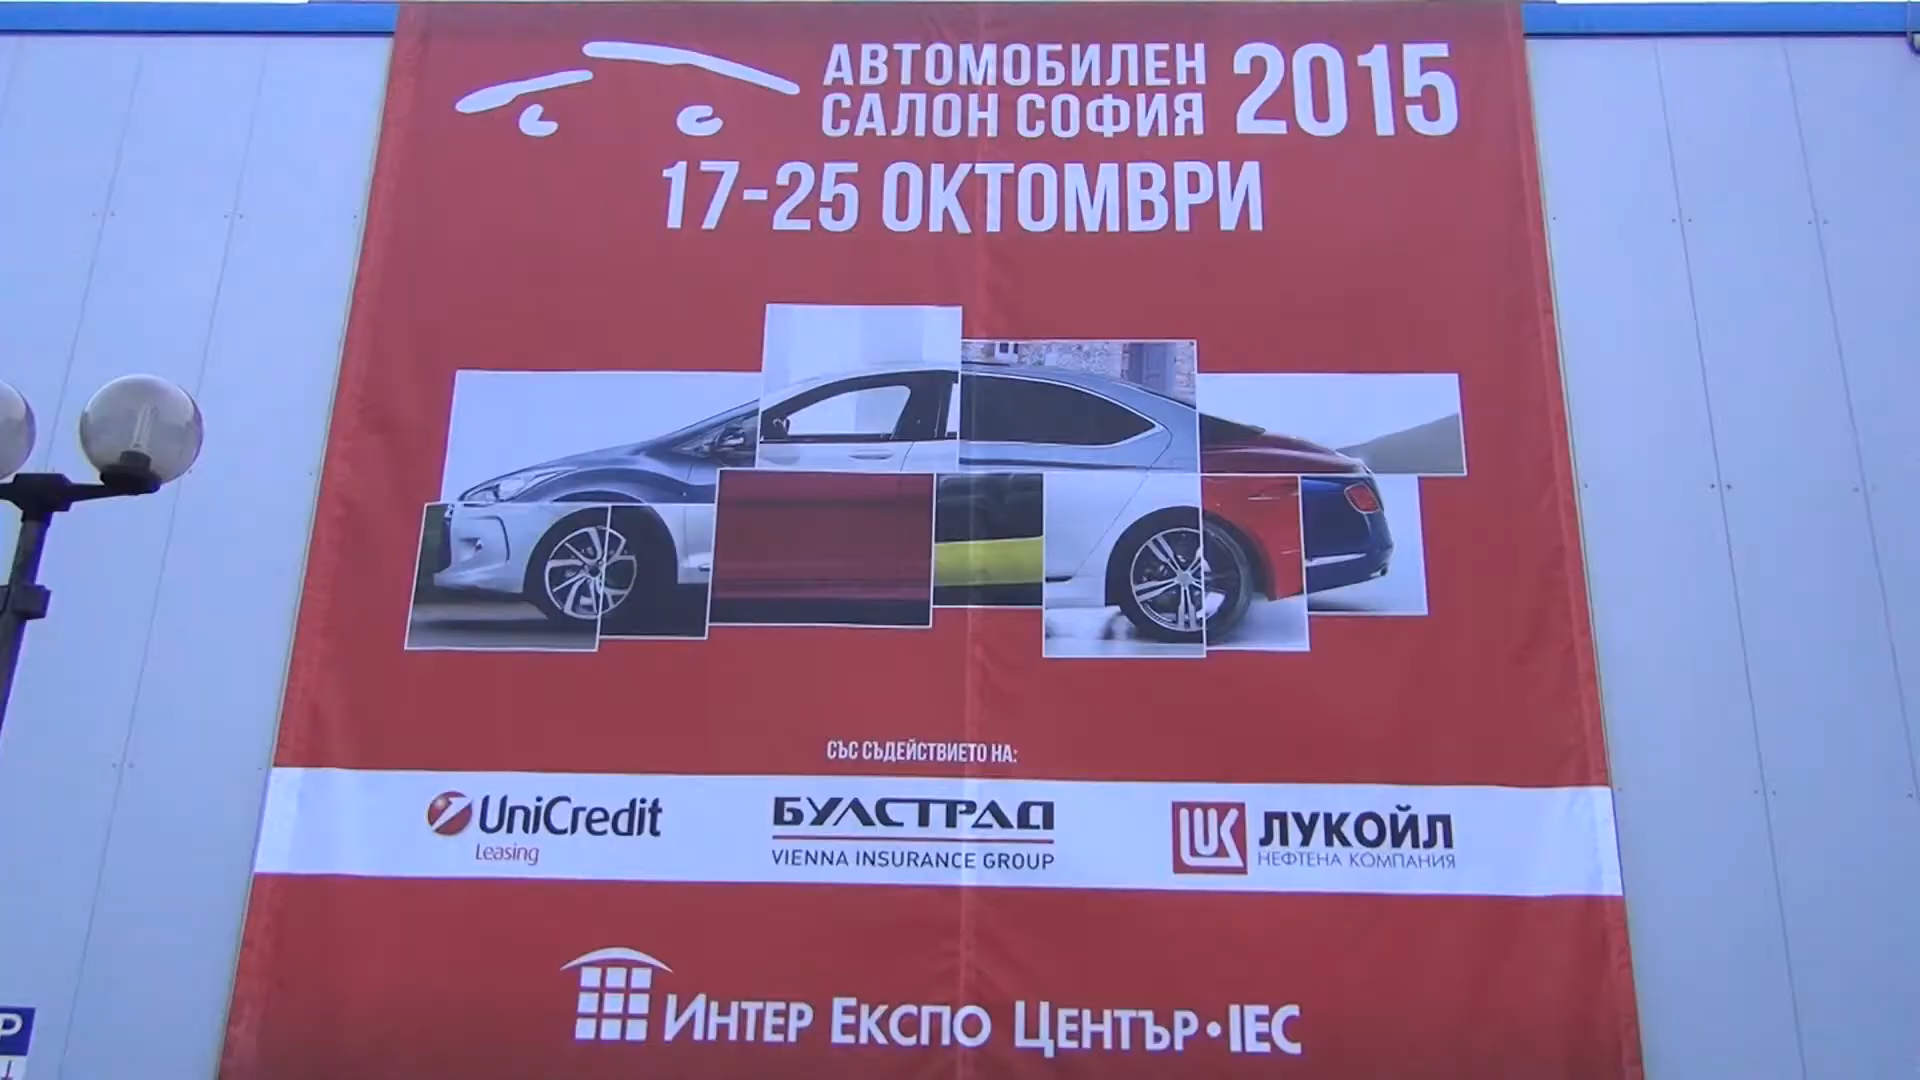 АВТОМОБИЛЕН
САЛОН СОФИЯ 2015
17-25 ОКТОМВРИ
СЪС СЪДЕЙСТВИЕТО НА:
UniCredit
Leasing
БУЛСТРАД
VIENNA INSURANCE GROUP
LUK ЛУКОЙЛ
НЕФТЕНА КОМПАНИЯ
ИНТЕР ЕКСПО ЦЕНТЪР•IEC
P